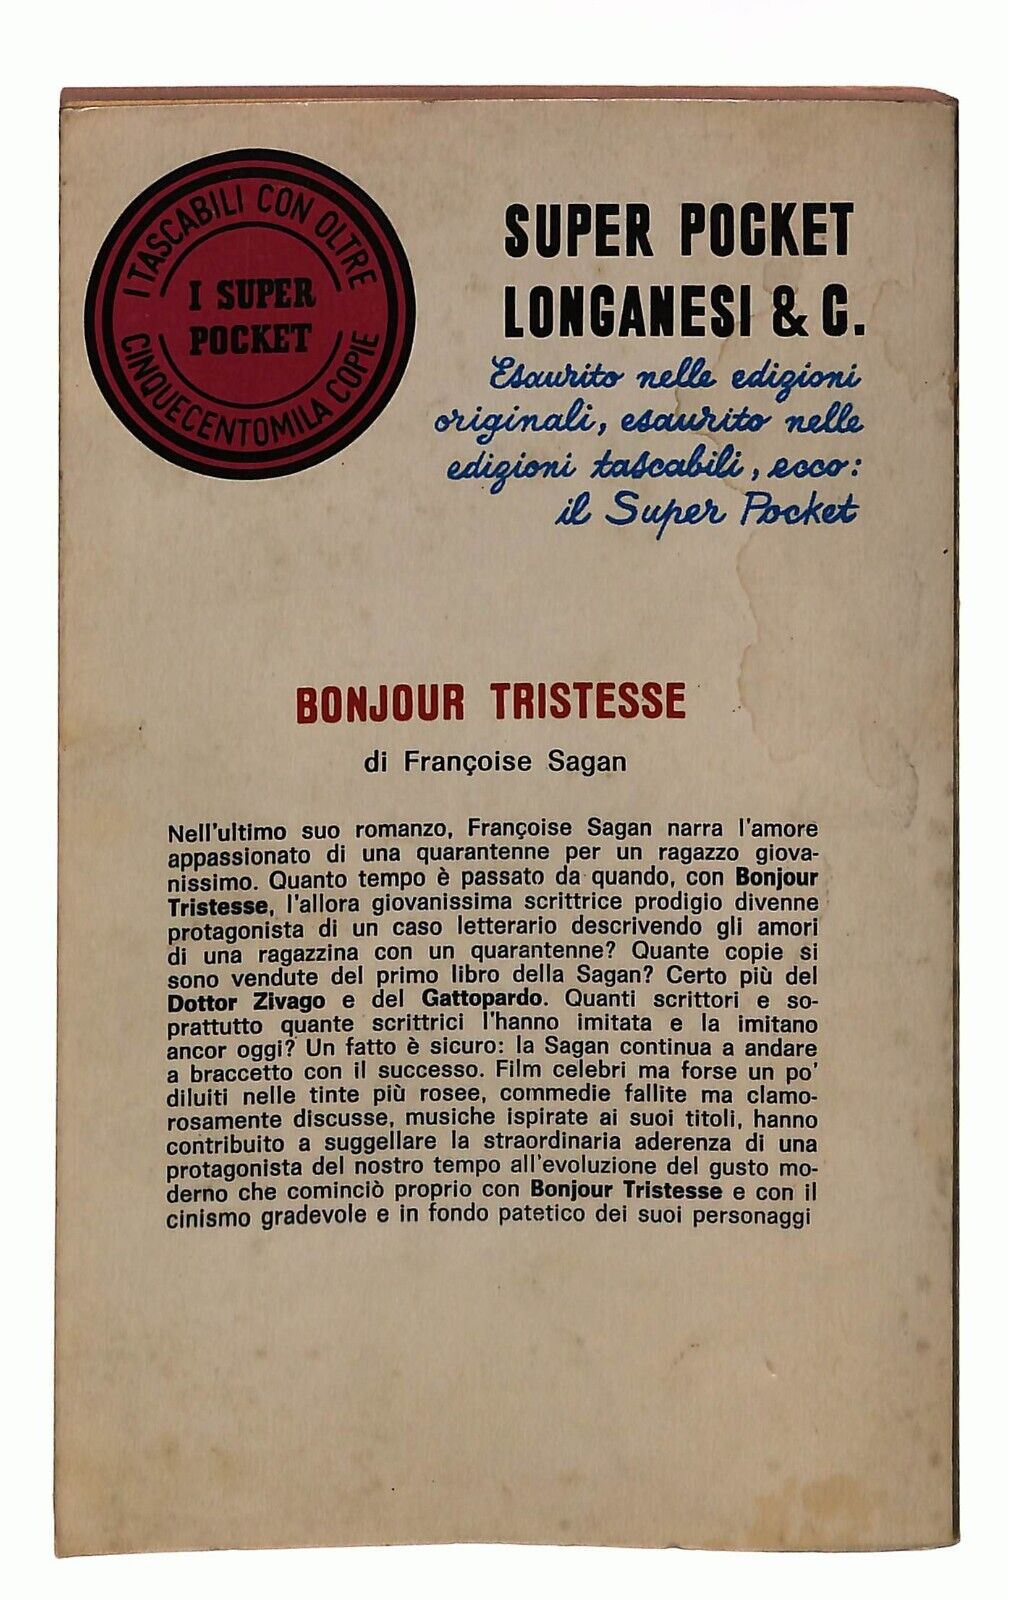 I TASCABILI CON OLTRE
CINQUECENTOMILA COPIE
I SUPER
POCKET
SUPER POCKET
LONGANESI & C.
Esaurito nelle edizioni
originali, esaurito nelle
edizioni tascabili, ecco:
il Super Pocket
BONJOUR TRISTESSE
di Françoise Sagan
Nell'ultimo suo romanzo, Françoise Sagan narra l'amore
appassionato di una quarantenne per un ragazzo giova-
nissimo. Quanto tempo è passato da quando, con Bonjour
Tristesse, l'allora giovanissima scrittrice prodigio divenne
protagonista di un caso letterario descrivendo gli amori
di una ragazzina con un quarantenne? Quante copie si
sono vendute del primo libro della Sagan? Certo più del
Dottor Zivago e del Gattopardo. Quanti scrittori e so-
prattutto quante scrittrici l'hanno imitata e la imitano
ancor oggi? Un fatto è sicuro: la Sagan continua a andare
a braccetto con il successo. Film celebri ma forse un po'
diluiti nelle tinte più rosee, commedie fallite ma clamo-
rosamente discusse, musiche ispirate ai suoi titoli, hanno
contribuito a suggellare la straordinaria aderenza di una
protagonista del nostro tempo all'evoluzione del gusto mo-
derno che cominciò proprio con Bonjour Tristesse e con il
cinismo gradevole e in fondo patetico dei suoi personaggi